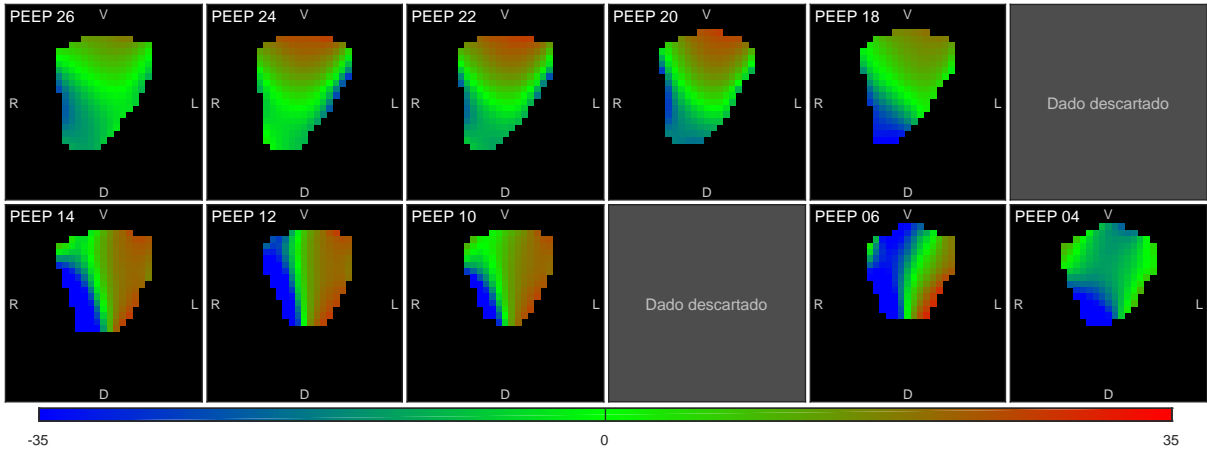 PEEP 26 V R L D
PEEP 24 V D
PEEP 22 V D
PEEP 20 V D
PEEP 18 V R L D
Dado descartado
PEEP 14 V R L D
PEEP 12 V D
PEEP 10 V R L D
Dado descartado
PEEP 06 V R L D
PEEP 04 V R L D
-35 0 35